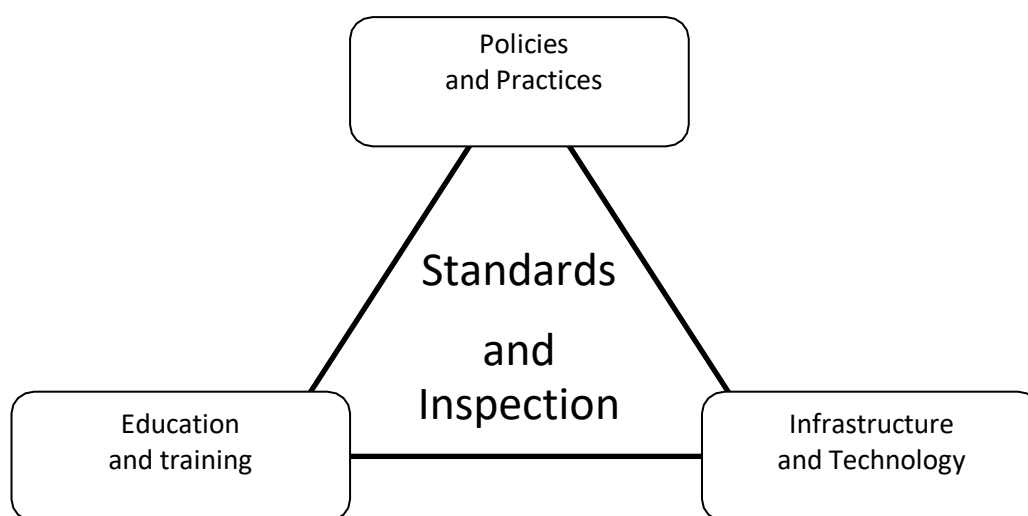 Policies
and Practices
Standards
and
Inspection
Education
and training
Infrastructure
and Technology